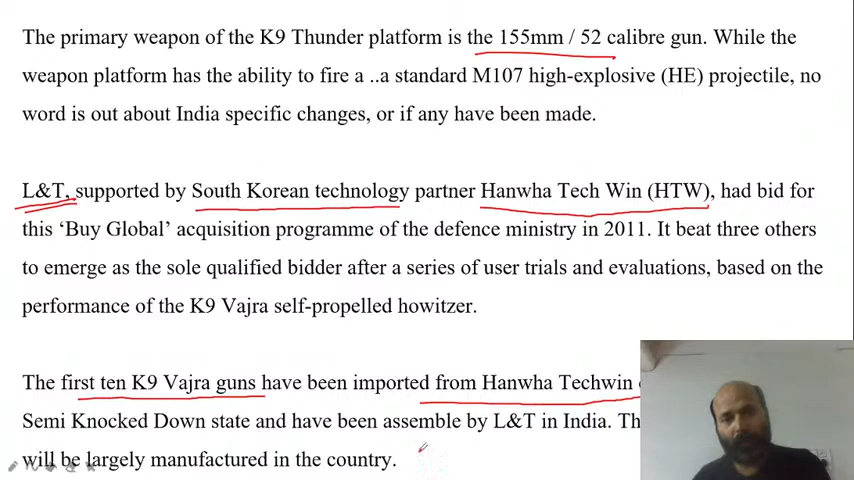 The primary weapon of the K9 Thunder platform is the 155mm / 52 calibre gun. While the
weapon platform has the ability to fire a ..a standard M107 high-explosive (HE) projectile, no
word is out about India specific changes, or if any have been made.
L&T, supported by South Korean technology partner Hanwha Tech Win (HTW), had bid for
this ‘Buy Global’ acquisition programme of the defence ministry in 2011. It beat three others
to emerge as the sole qualified bidder after a series of user trials and evaluations, based on the
performance of the K9 Vajra self-propelled howitzer.
The first ten K9 Vajra guns have been imported from Hanwha Techwin
Semi Knocked Down state and have been assemble by L&T in India.
will be largely manufactured in the country.